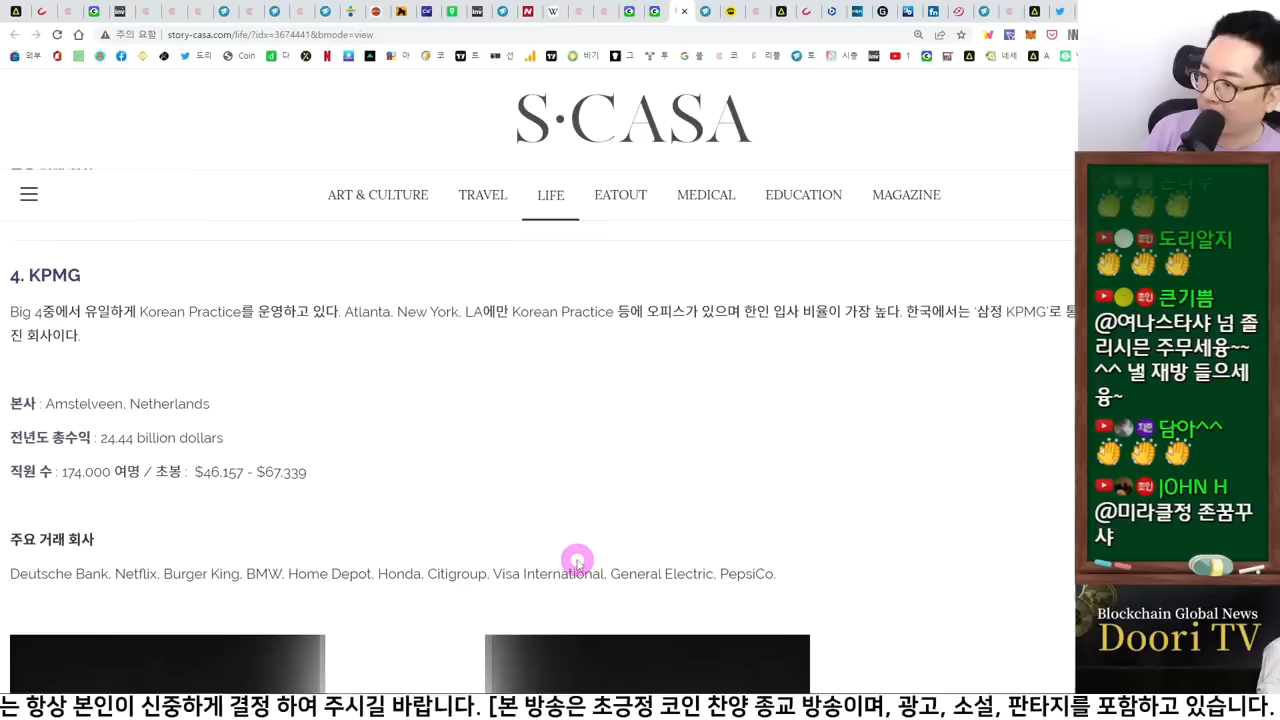 주의 요함 story-casa.com/life/?idx=3674441&bmode=view
S·CASA
ART & CULTURE TRAVEL LIFE EATOUT MEDICAL EDUCATION MAGAZINE
4. KPMG
Big 4중에서 유일하게 Korean Practice를 운영하고 있다. Atlanta, New York, LA에만 Korean Practice 등에 오피스가 있으며 한인 입사 비율이 가장 높다. 한국에서는 ‘삼정 KPMG’로 통
진 회사이다.
본사 : Amstelveen, Netherlands
전년도 총수익 : 24.44 billion dollars
직원 수 : 174,000 여명 / 초봉 : $46,157 - $67,339
주요 거래 회사
Deutsche Bank, Netflix, Burger King, BMW, Home Depot, Honda, Citigroup, Visa International, General Electric, PepsiCo.
도리알지
큰기쁨
@여나스타샤 넘 졸
리시믄 주무세융~~
^^ 낼 재방 들으세
융~
담아^^
JOHN H
@미라클정 존꿈꾸
샤
Blockchain Global News
Doori TV
는 항상 본인이 신중하게 결정 하여 주시길 바랍니다. [본 방송은 초긍정 코인 찬양 종교 방송이며, 광고, 소설, 판타지를 포함하고 있습니다.